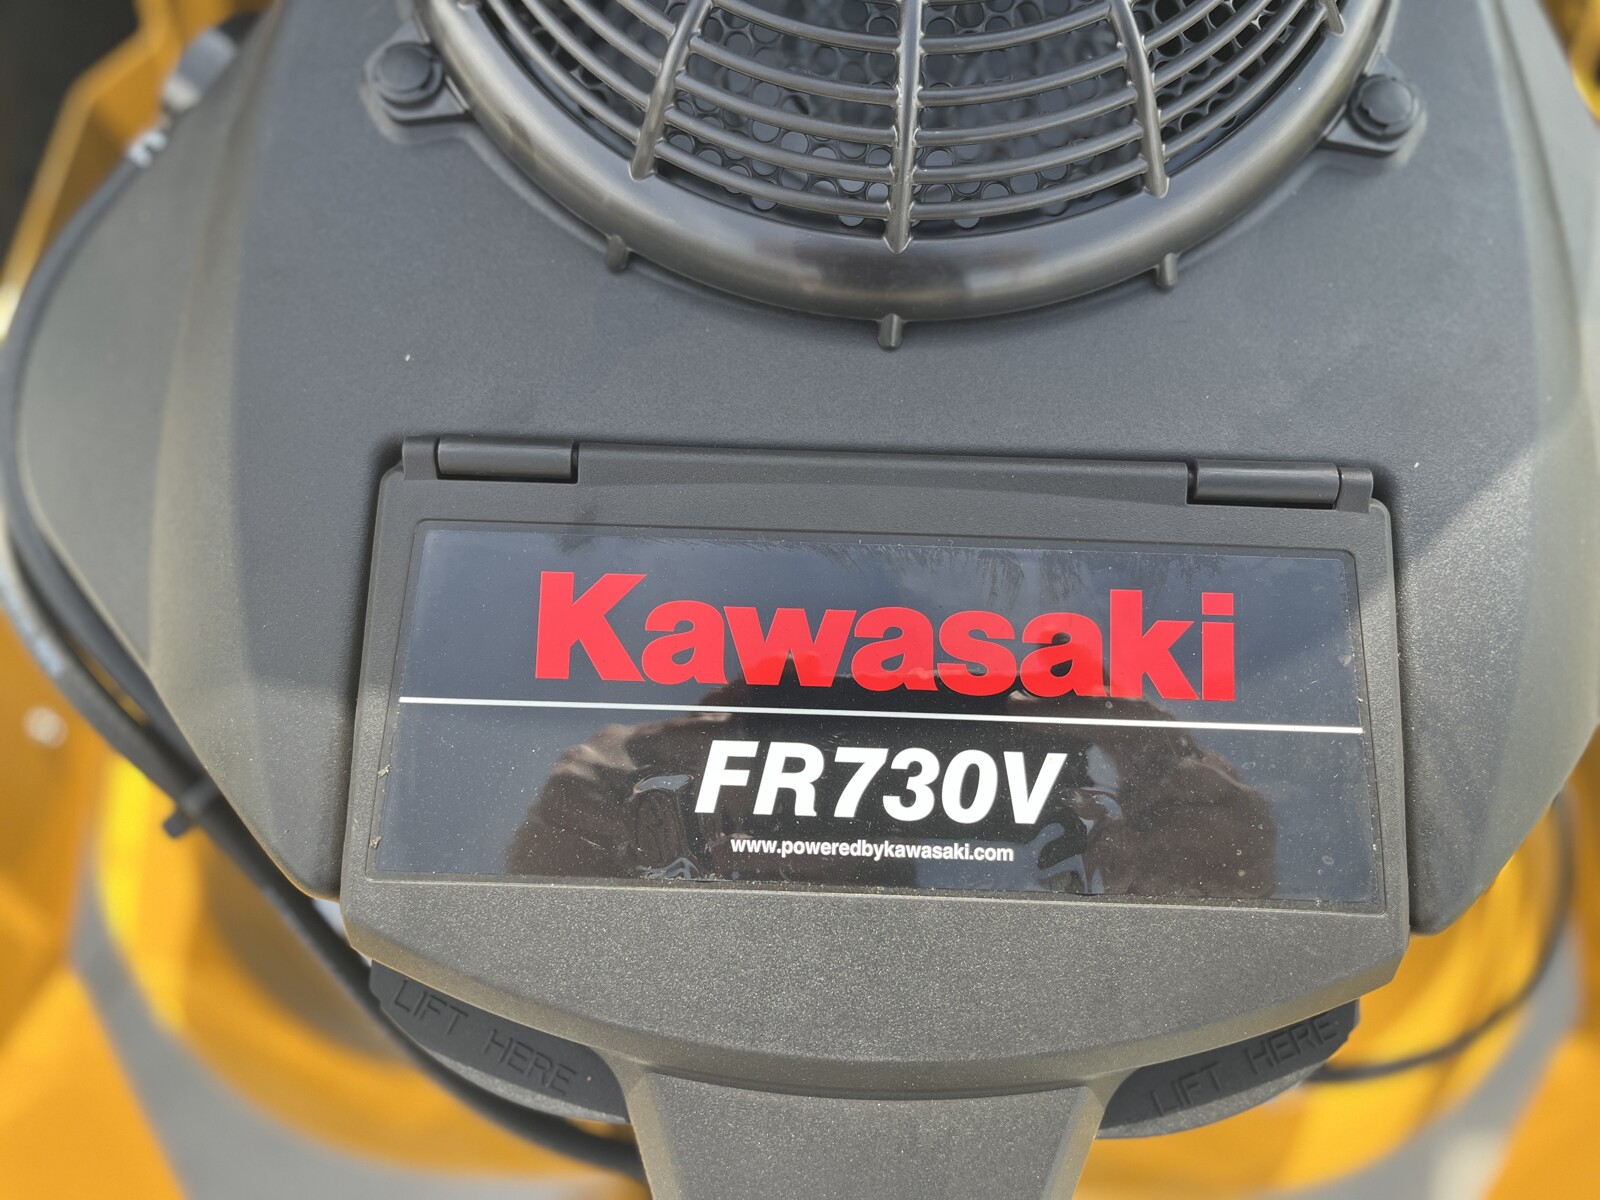 Kawasaki
FR730V
www.poweredbykawasaki.com
LIFT HERE
LIFT HERE